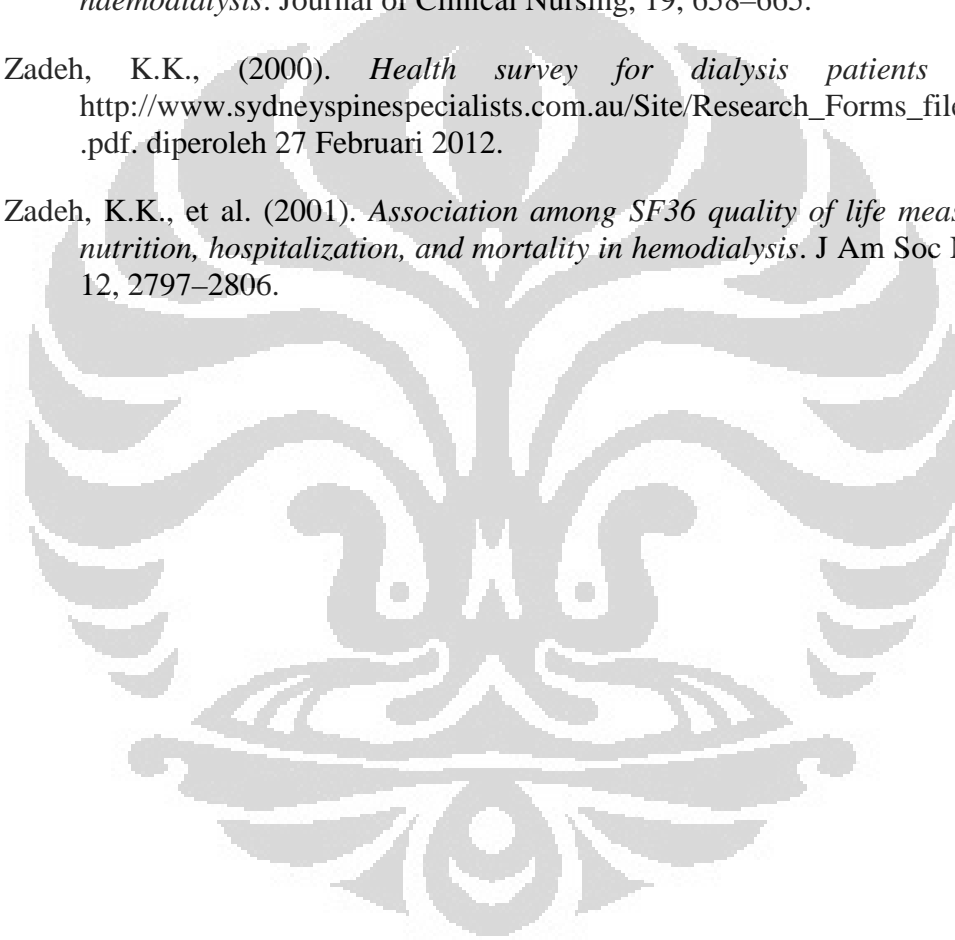 haemodialysis. Journal of Clinical Nursing, 19, 658–665.
Zadeh, K.K., (2000). Health survey for dialysis patients
http://www.sydneyspinespecialists.com.au/Site/Research_Forms_file
.pdf. diperoleh 27 Februari 2012.
Zadeh, K.K., et al. (2001). Association among SF36 quality of life meas
nutrition, hospitalization, and mortality in hemodialysis. J Am Soc
12, 2797–2806.